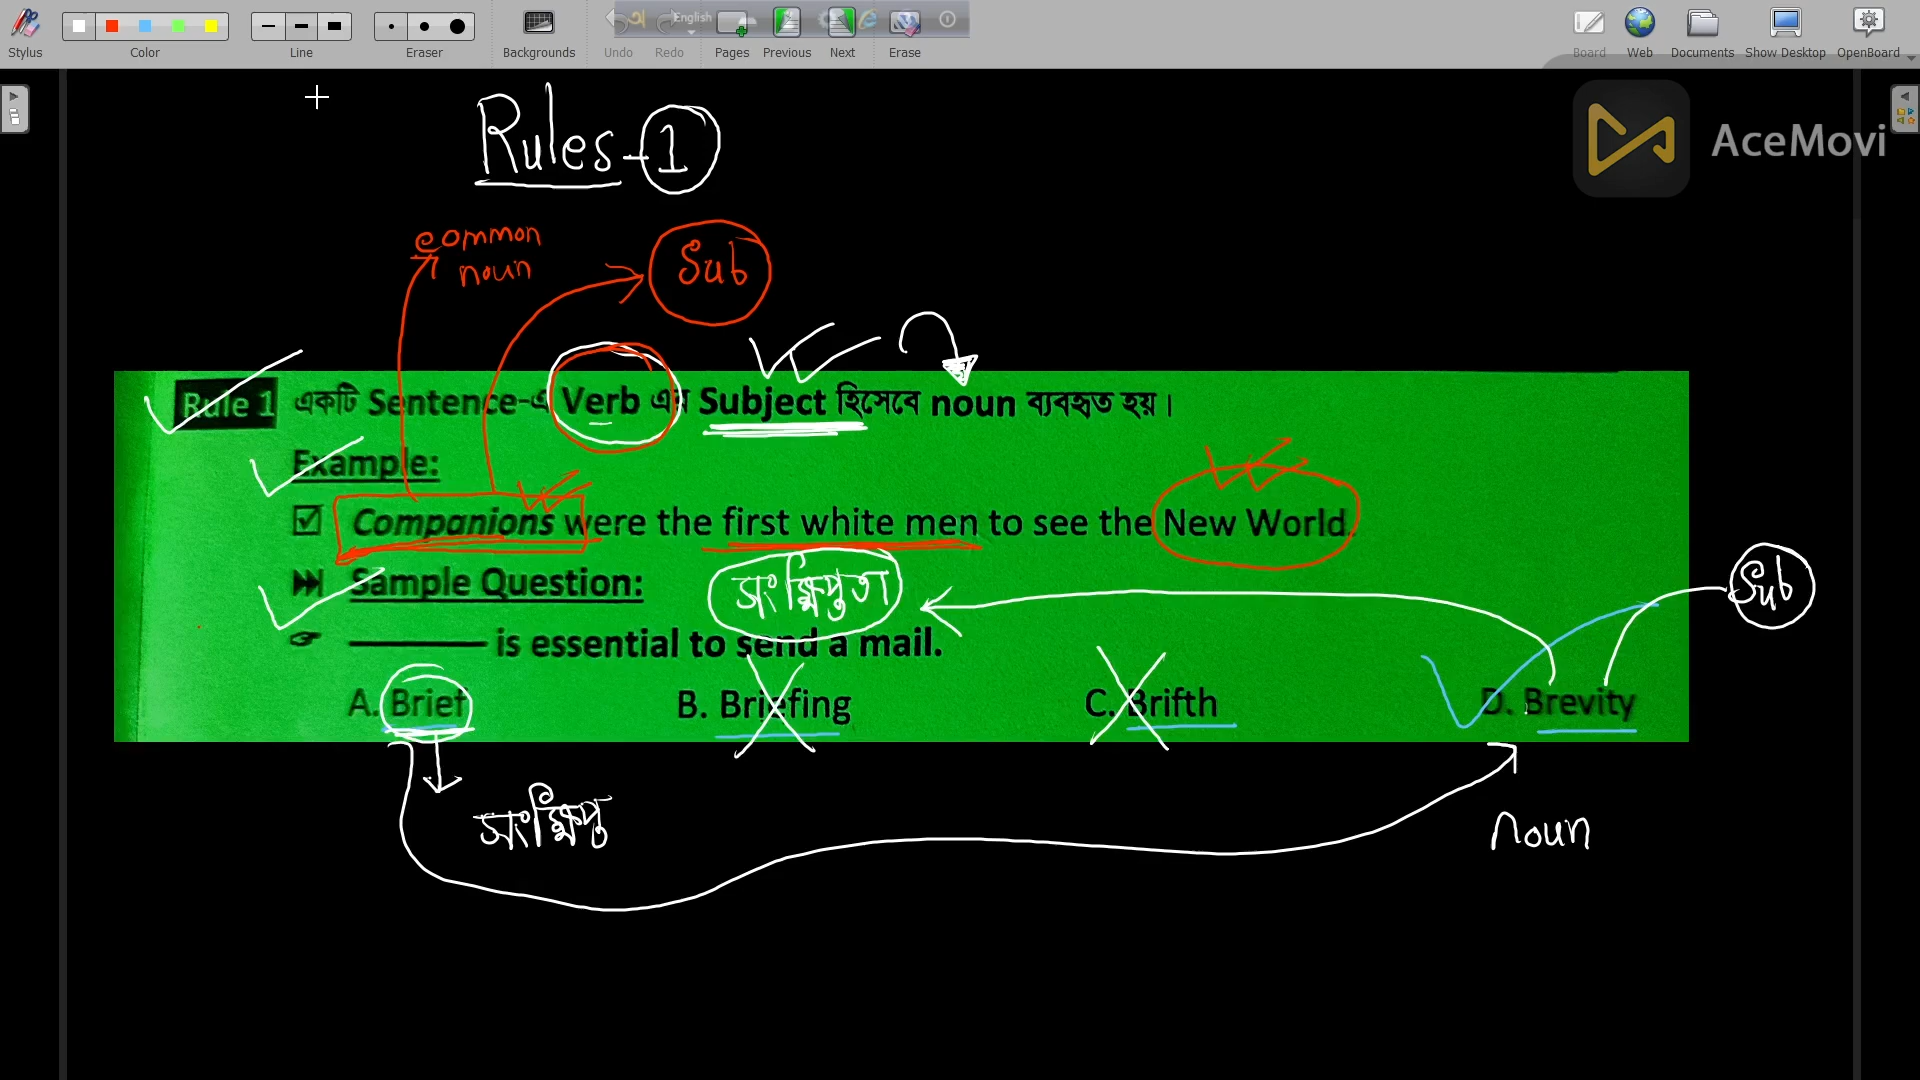 Stylus Color Line Eraser Backgrounds Undo Redo Pages Previous Next Erase Board Web Documents Show Desktop OpenBoard
English
AceMovi
Rules-1
common
noun
Sub
Rule 1 একটি Sentence-এ Verb এর Subject হিসেবে noun ব্যবহৃত হয়।
Example:
Companions were the first white men to see the New World.
Sample Question:
সংক্ষিপ্ততা
Sub
is essential to send a mail.
A. Brief B. Briefing C. Brifth D. Brevity
সংক্ষিপ্ত
noun